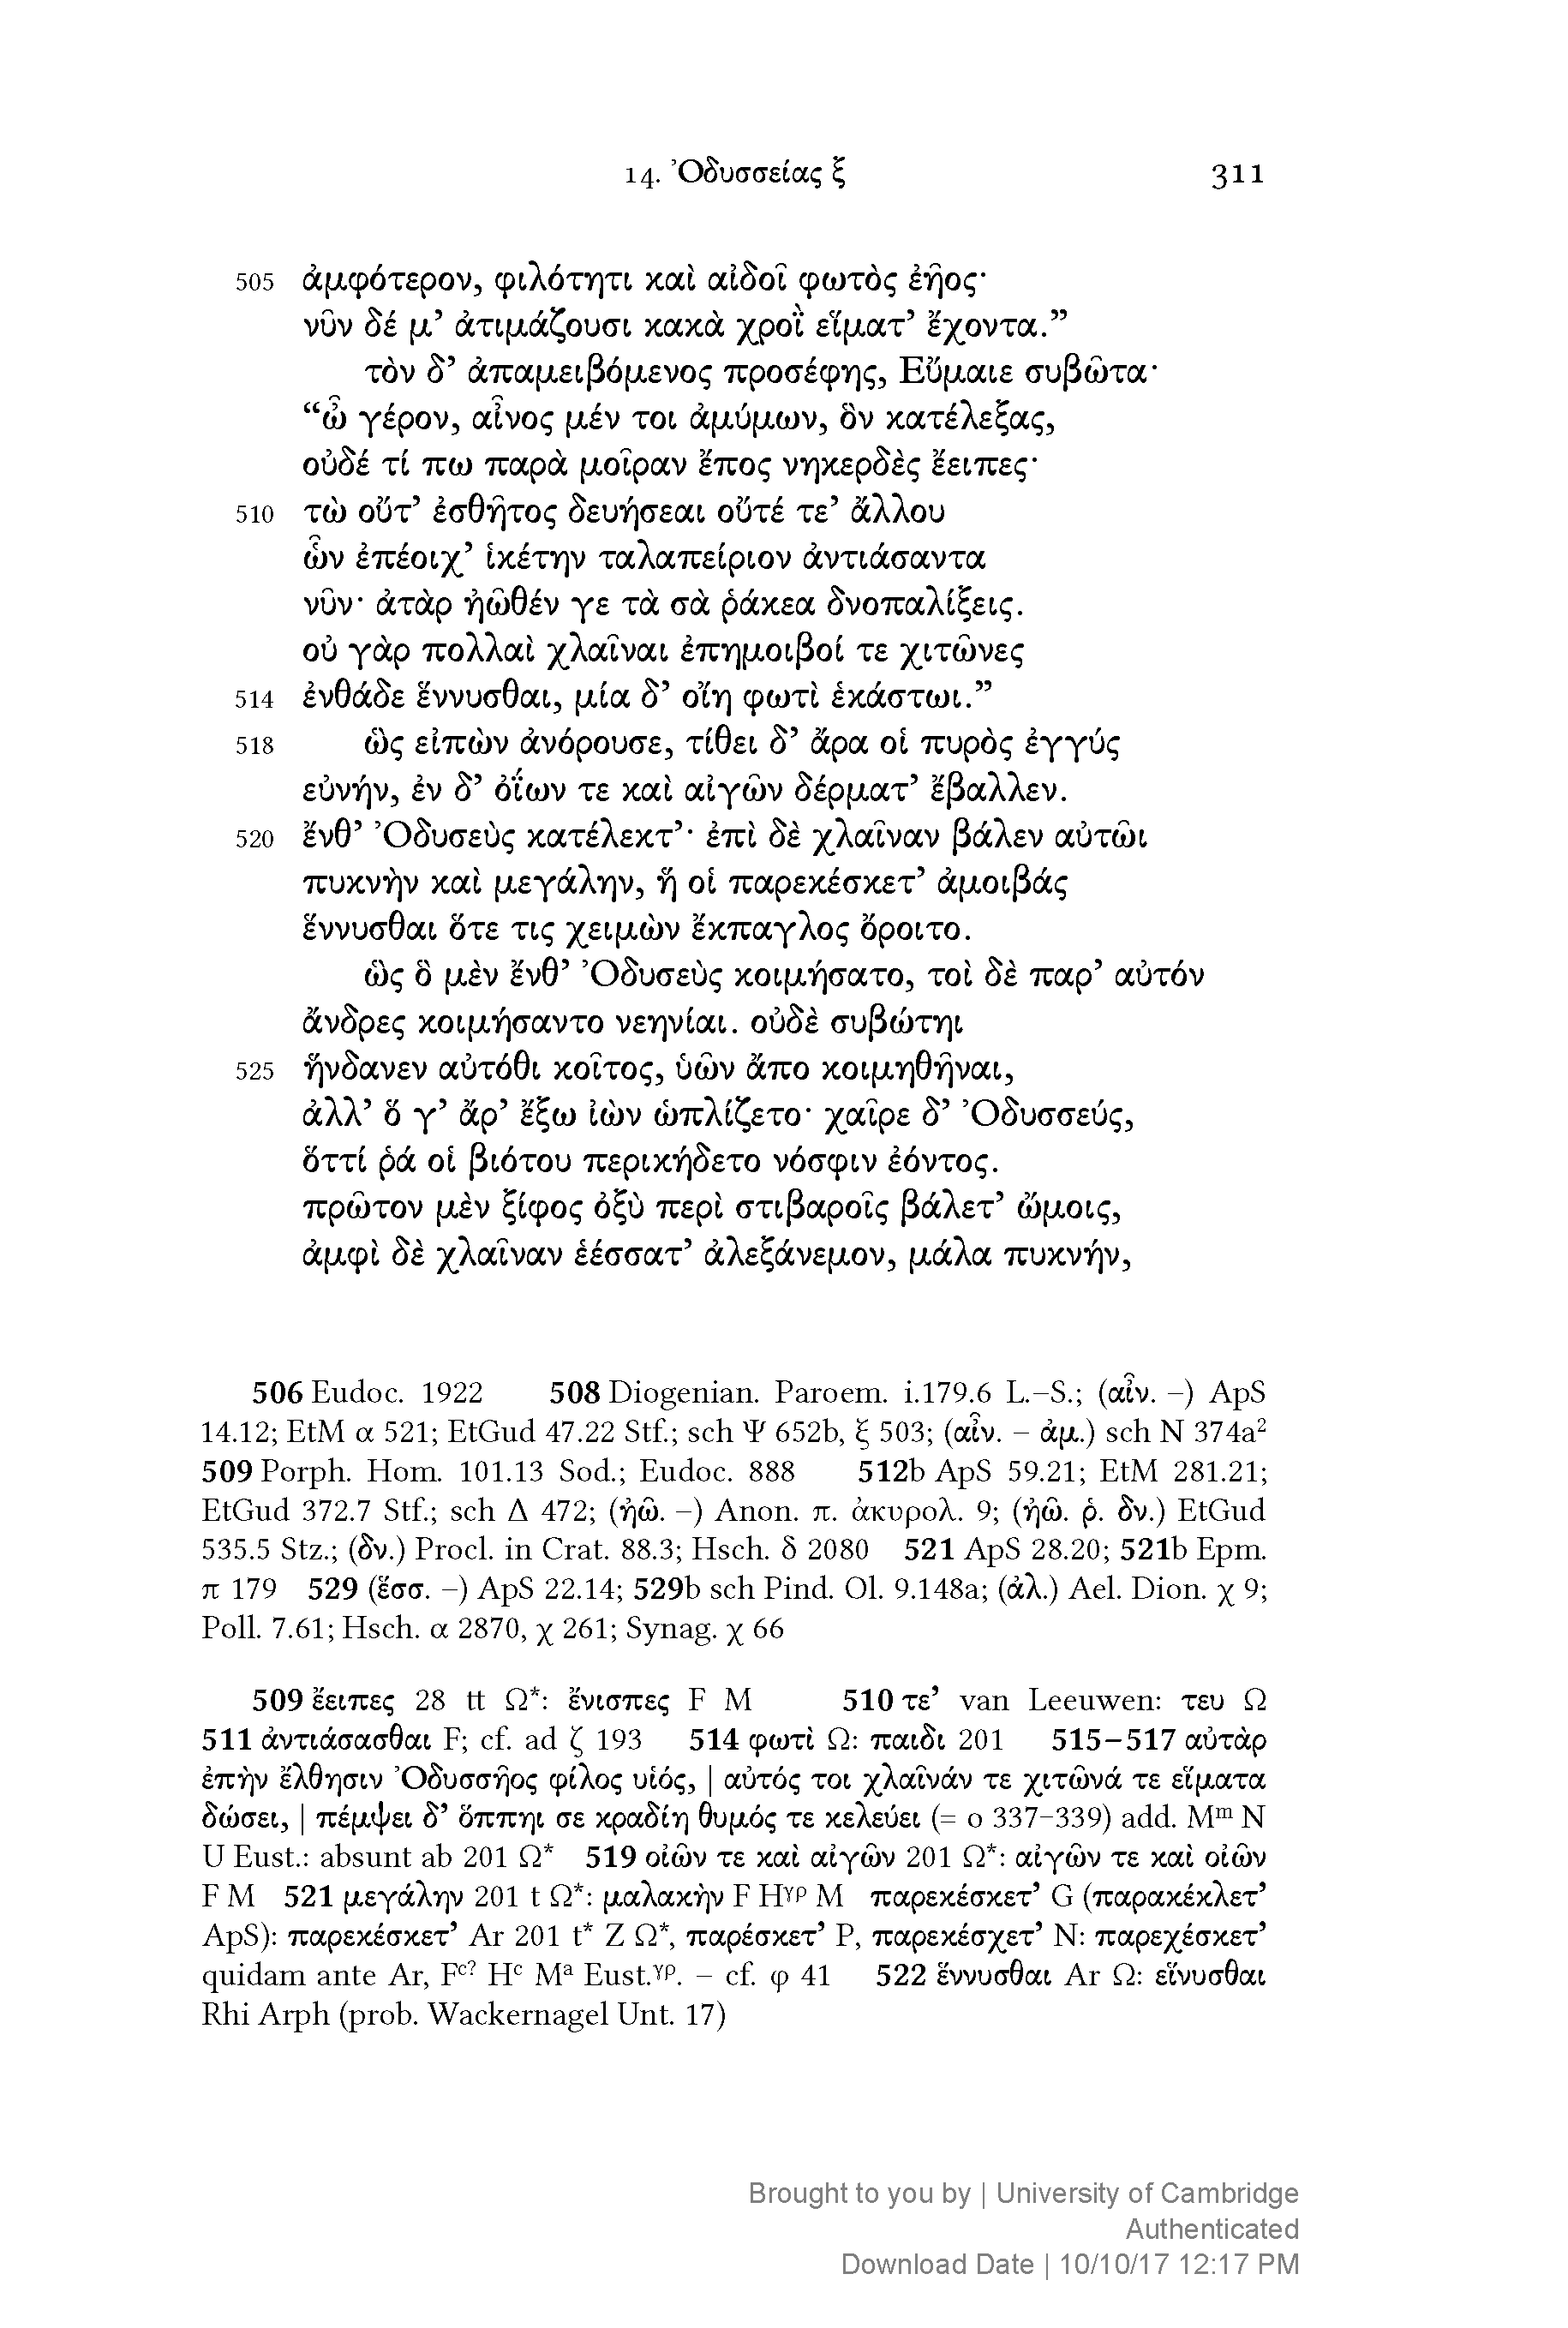 14. Ὀδυσσείας ξ 311
505 ἀμφότερον, φιλότητι καὶ αἰδοῖ φωτὸς ἐῆος·
νῦν δέ μ’ ἀτιμάζουσι κακὰ χροῒ εἵματ’ ἔχοντα.”
τὸν δ’ ἀπαμειβόμενος προσέφης, Εὔμαιε συβῶτα·
“ὦ γέρον, αἶνος μέν τοι ἀμύμων, ὃν κατέλεξας,
οὐδέ τί πω παρὰ μοῖραν ἔπος νηκερδὲς ἔειπες·
510 τὼ οὔτ’ ἐσθῆτος δευήσεαι οὔτέ τε’ ἄλλου
ὧν ἐπέοιχ’ ἱκέτην ταλαπείριον ἀντιάσαντα
νῦν· ἀτὰρ ἠῶθέν γε τὰ σὰ ῥάκεα δνοπαλίξεις.
οὐ γὰρ πολλαὶ χλαῖναι ἐπημοιβοί τε χιτῶνες
514 ἐνθάδε ἕννυσθαι, μία δ’ οἴη φωτὶ ἑκάστωι.”
518 ὣς εἰπὼν ἀνόρουσε, τίθει δ’ ἄρα οἱ πυρὸς ἐγγύς
εὐνήν, ἐν δ’ ὀΐων τε καὶ αἰγῶν δέρματ’ ἔβαλλεν.
520 ἔνθ’ Ὀδυσεὺς κατέλεκτ’· ἐπὶ δὲ χλαῖναν βάλεν αὐτῶι
πυκνὴν καὶ μεγάλην, ἥ οἱ παρεκέσκετ’ ἀμοιβάς
ἕννυσθαι ὅτε τις χειμὼν ἔκπαγλος ὄροιτο.
ὣς ὃ μὲν ἔνθ’ Ὀδυσεὺς κοιμήσατο, τοὶ δὲ παρ’ αὐτόν
ἄνδρες κοιμήσαντο νεηνίαι. οὐδὲ συβώτηι
525 ἥνδανεν αὐτόθι κοῖτος, ὑῶν ἄπο κοιμηθῆναι,
ἀλλ’ ὅ γ’ ἄρ’ ἔξω ἰὼν ὡπλίζετο· χαῖρε δ’ Ὀδυσσεύς,
ὅττί ῥά οἱ βιότου περικήδετο νόσφιν ἐόντος.
πρῶτον μὲν ξίφος ὀξὺ περὶ στιβαροῖς βάλετ’ ὤμοις,
ἀμφὶ δὲ χλαῖναν ἑέσσατ’ ἀλεξάνεμον, μάλα πυκνήν,
506 Eudoc. 1922 508 Diogenian. Paroem. i.179.6 L.–S.; (αἶν. –) ApS
14.12; EtM α 521; EtGud 47.22 Stf.; sch Ψ 652b, ξ 503; (αἶν. – ἀμ.) sch N 374a²
509 Porph. Hom. 101.13 Sod.; Eudoc. 888 512b ApS 59.21; EtM 281.21;
EtGud 372.7 Stf.; sch Δ 472; (ἠῶ. –) Anon. π. ἀκυρολ. 9; (ἠῶ. ῥ. δν.) EtGud
535.5 Stz.; (δν.) Procl. in Crat. 88.3; Hsch. δ 2080 521 ApS 28.20; 521b Epm.
π 179 529 (ἕσσ. –) ApS 22.14; 529b sch Pind. Ol. 9.148a; (ἀλ.) Ael. Dion. χ 9;
Poll. 7.61; Hsch. α 2870, χ 261; Synag. χ 66
509 ἔειπες 28 tt Ω*: ἔνισπες F M 510 τε’ van Leeuwen: τευ Ω
511 ἀντιάσασθαι F; cf. ad ζ 193 514 φωτὶ Ω: παιδι 201 515–517 αὐτὰρ
ἐπὴν ἔλθησιν Ὀδυσσῆος φίλος υἱός, | αὐτός τοι χλαῖνάν τε χιτῶνά τε εἵματα
δώσει, | πέμψει δ’ ὅππηι σε κραδίη θυμός τε κελεύει (= ο 337–339) add. Mᵐ N
U Eust.: absunt ab 201 Ω* 519 οἰῶν τε καὶ αἰγῶν 201 Ω*: αἰγῶν τε καὶ οἰῶν
F M 521 μεγάλην 201 t Ω*: μαλακὴν F Hᵞᵖ M παρεκέσκετ’ G (παρακέκλετ’
ApS): παρεκέσκετ’ Ar 201 t* Z Ω*, παρέσκετ’ P, παρεκέσχετ’ N: παρεχέσκετ’
quidam ante Ar, Fᶜ? Hᶜ Mᵃ Eust.ᵞᵖ. – cf. φ 41 522 ἕννυσθαι Ar Ω: εἵνυσθαι
Rhi Arph (prob. Wackernagel Unt. 17)
Brought to you by | University of Cambridge
Authenticated
Download Date | 10/10/17 12:17 PM